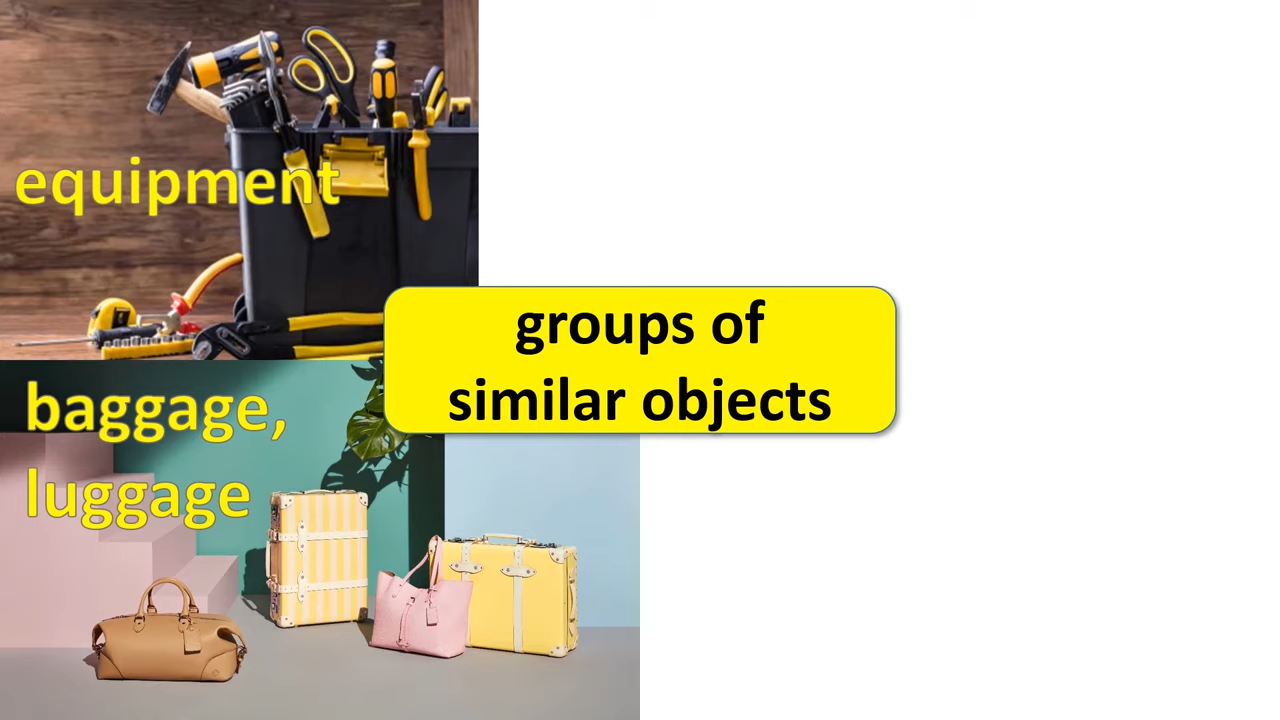 equipment
groups of
similar objects
baggage,
luggage